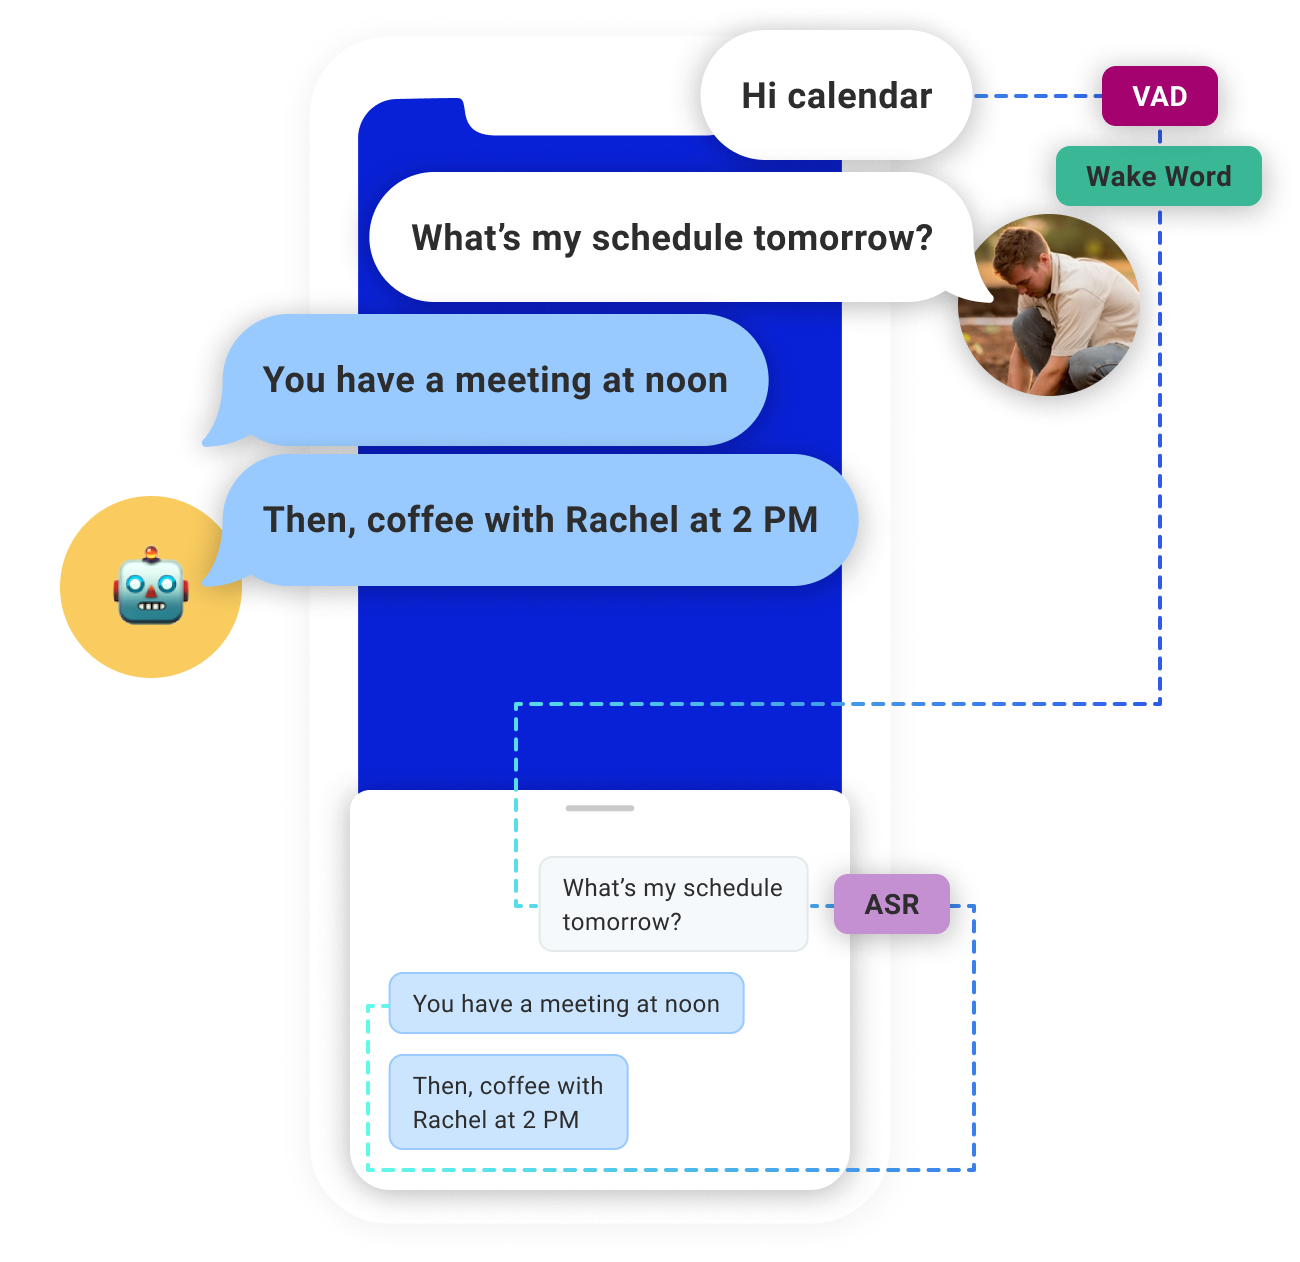 Hi calendar
VAD
Wake Word
What’s my schedule tomorrow?
You have a meeting at noon
Then, coffee with Rachel at 2 PM
What’s my schedule
tomorrow?
ASR
You have a meeting at noon
Then, coffee with
Rachel at 2 PM